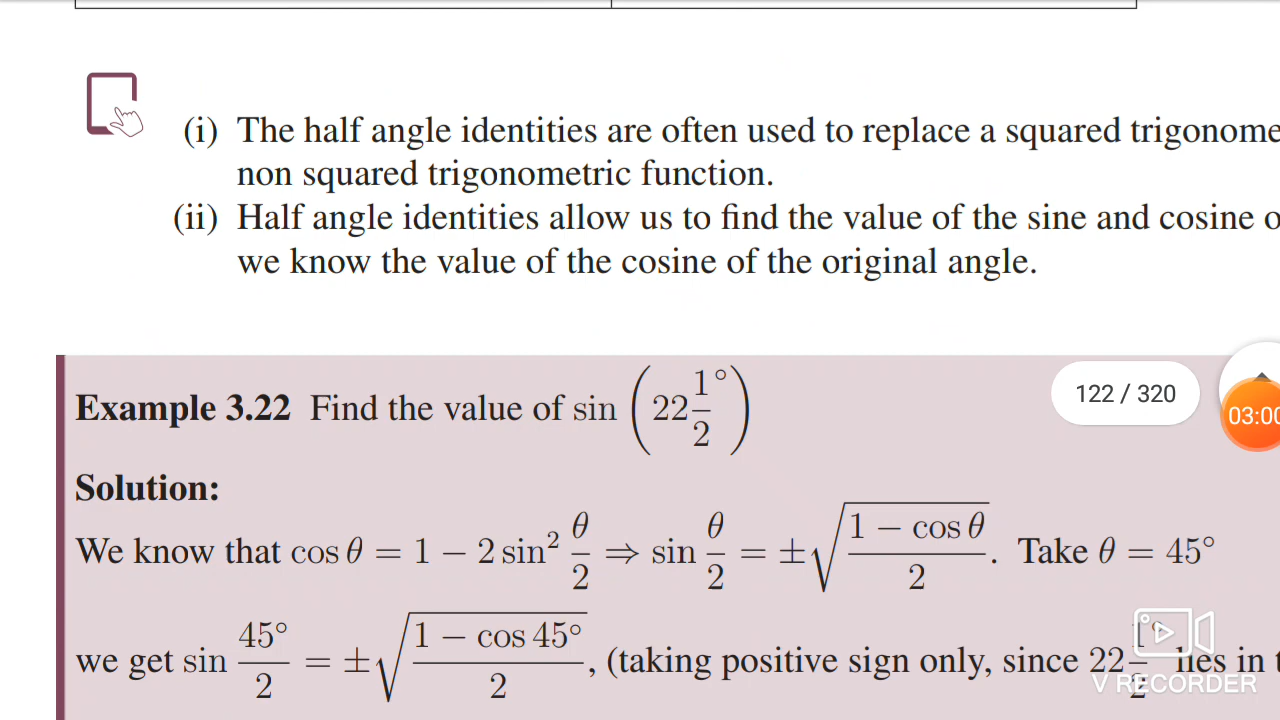 (i) The half angle identities are often used to replace a squared trigonome
non squared trigonometric function.
(ii) Half angle identities allow us to find the value of the sine and cosine o
we know the value of the cosine of the original angle.
Example 3.22 Find the value of sin (22 1/2°)
122 / 320
03:00
Solution:
We know that cos θ = 1 − 2 sin² θ/2 ⇒ sin θ/2 = ±√((1 − cos θ)/2). Take θ = 45°
we get sin 45°/2 = ±√((1 − cos 45°)/2), (taking positive sign only, since 22 1/2° lies in t
V RECORDER